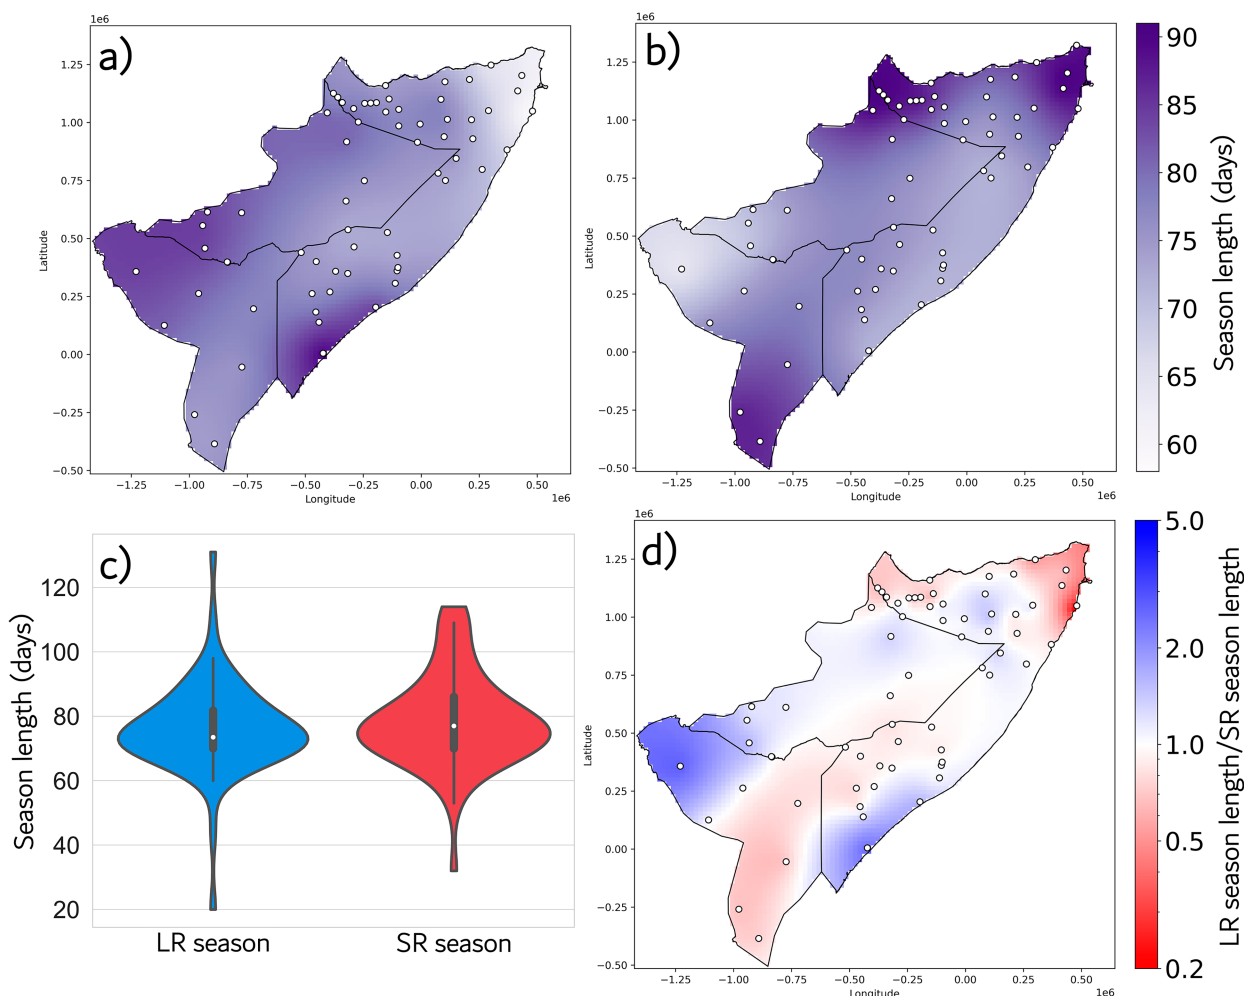 1e6
a)
1.25
1.00
0.75
0.50
0.25
0.00
−0.25
−0.50
Latitude
−1.25 −1.00 −0.75 −0.50 −0.25 0.00 0.25 0.50
Longitude
1e6
1e6
b)
1.25
1.00
0.75
0.50
0.25
0.00
−0.25
−0.50
Latitude
−1.25 −1.00 −0.75 −0.50 −0.25 0.00 0.25 0.50
Longitude
1e6
90
85
80
75
70
65
60
Season length (days)
c)
120
100
80
60
40
20
Season length (days)
LR season SR season
1e6
d)
1.25
1.00
0.75
0.50
0.25
0.00
−0.25
−0.50
Latitude
−1.25 −1.00 −0.75 −0.50 −0.25 0.00 0.25 0.50
Longitude
1e6
5.0
2.0
1.0
0.5
0.2
LR season length/SR season length